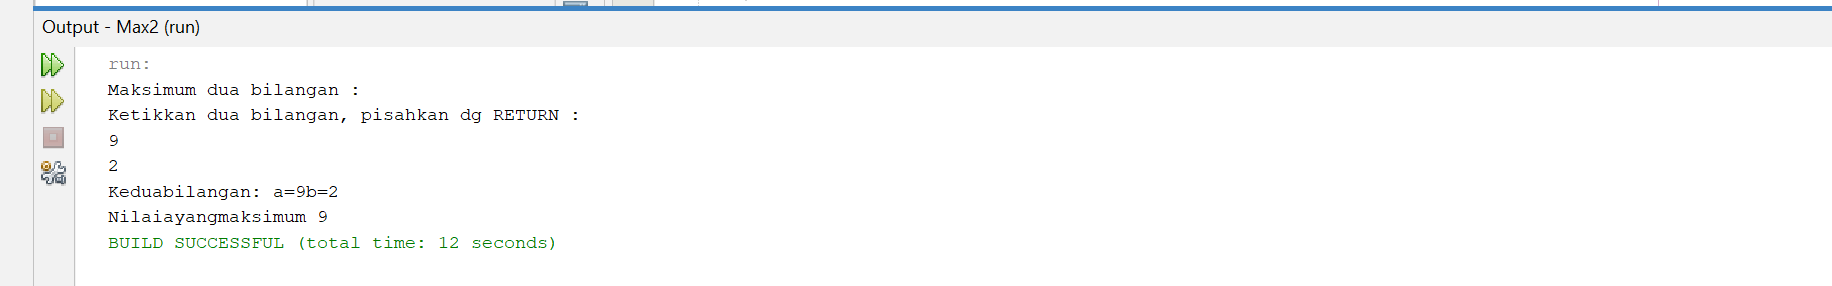 Output - Max2 (run)
run:
Maksimum dua bilangan :
Ketikkan dua bilangan, pisahkan dg RETURN :
9
2
Keduabilangan: a=9b=2
Nilaiayangmaksimum 9
BUILD SUCCESSFUL (total time: 12 seconds)